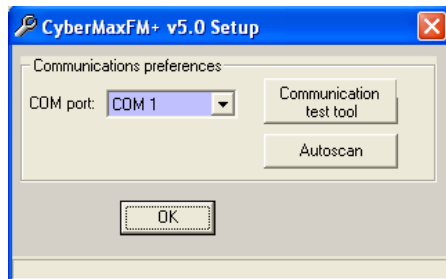 CyberMaxFM+ v5.0 Setup
Communications preferences
COM port: COM 1
Communication
test tool
Autoscan
OK